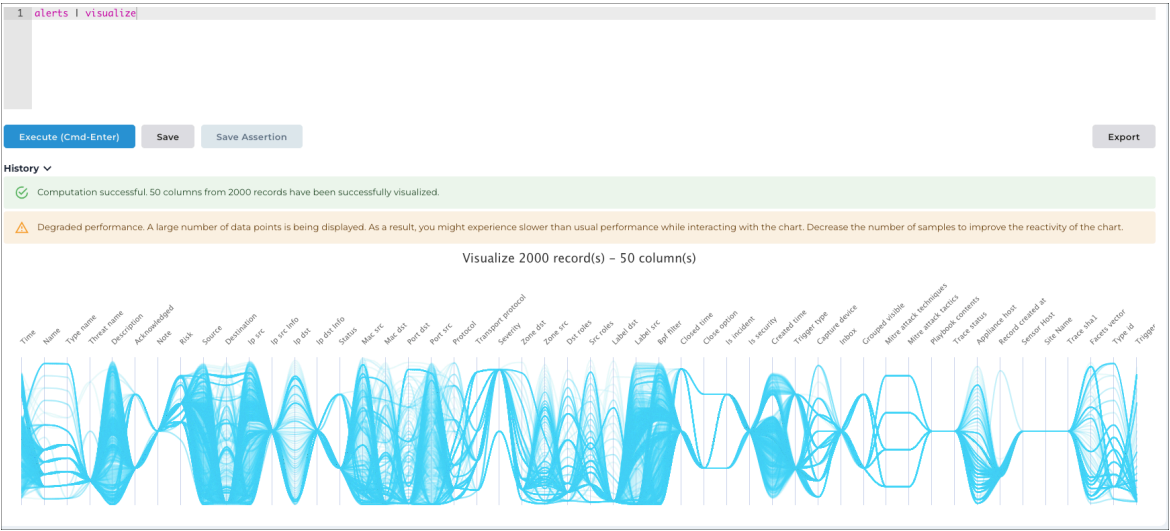 1 alerts | visualize
Execute (Cmd-Enter) Save Save Assertion Export
History
Computation successful. 50 columns from 2000 records have been successfully visualized.
Degraded performance. A large number of data points is being displayed. As a result, you might experience slower than usual performance while interacting with the chart. Decrease the number of samples to improve the reactivity of the chart.
Visualize 2000 record(s) – 50 column(s)
Time
Name
Type name
Threat name
Description
Acknowledged
Note
Risk
Source
Destination
Ip src
Ip src Info
Ip dst
Ip dst Info
Status
Mac src
Mac dst
Port dst
Port src
Protocol
Transport protocol
Severity
Zone dst
Zone src
Dst roles
Src roles
Label dst
Label src
Bpf filter
Closed time
Close option
Is incident
Is security
Created time
Trigger type
Capture device
Inbox
Grouped visible
Mitre attack techniques
Mitre attack tactics
Playbook contents
Trace status
Appliance host
Record created at
Sensor Host
Site Name
Trace sha1
Facets vector
Type id
Trigger